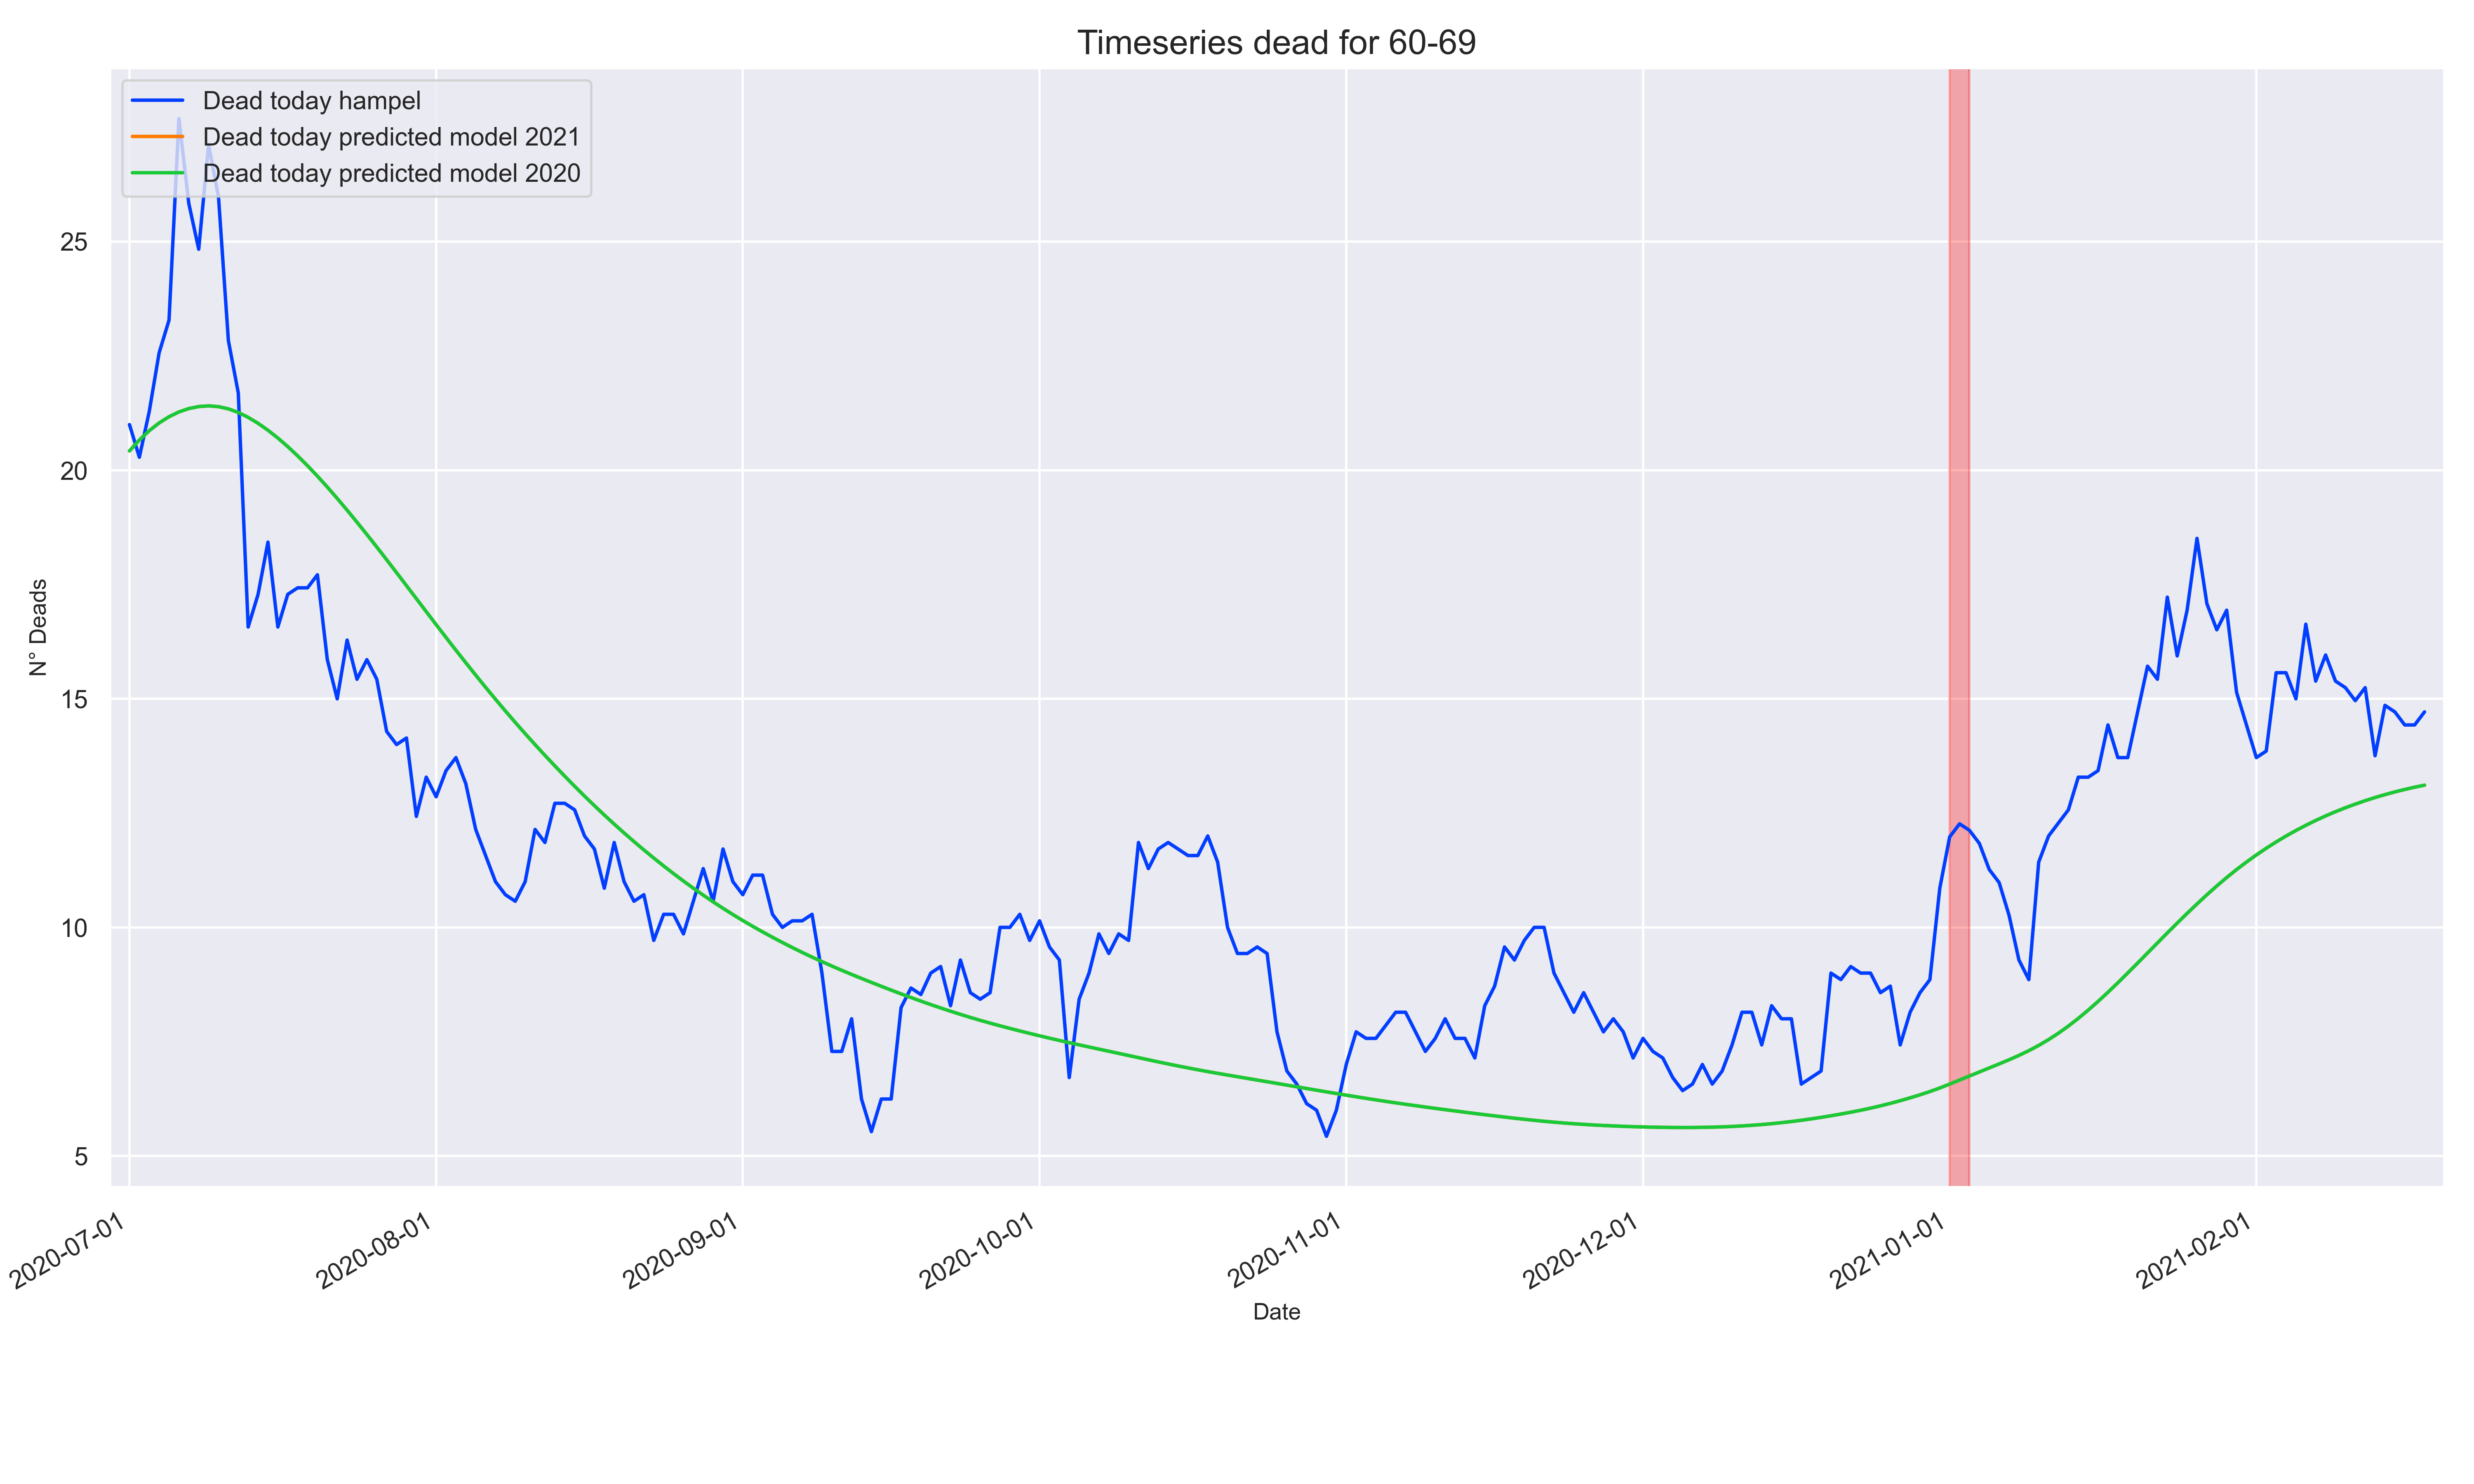 Timeseries dead for 60-69
Dead today hampel
Dead today predicted model 2021
Dead today predicted model 2020
25
20
15
10
5
N° Deads
2020-07-01
2020-08-01
2020-09-01
2020-10-01
2020-11-01
2020-12-01
2021-01-01
2021-02-01
Date